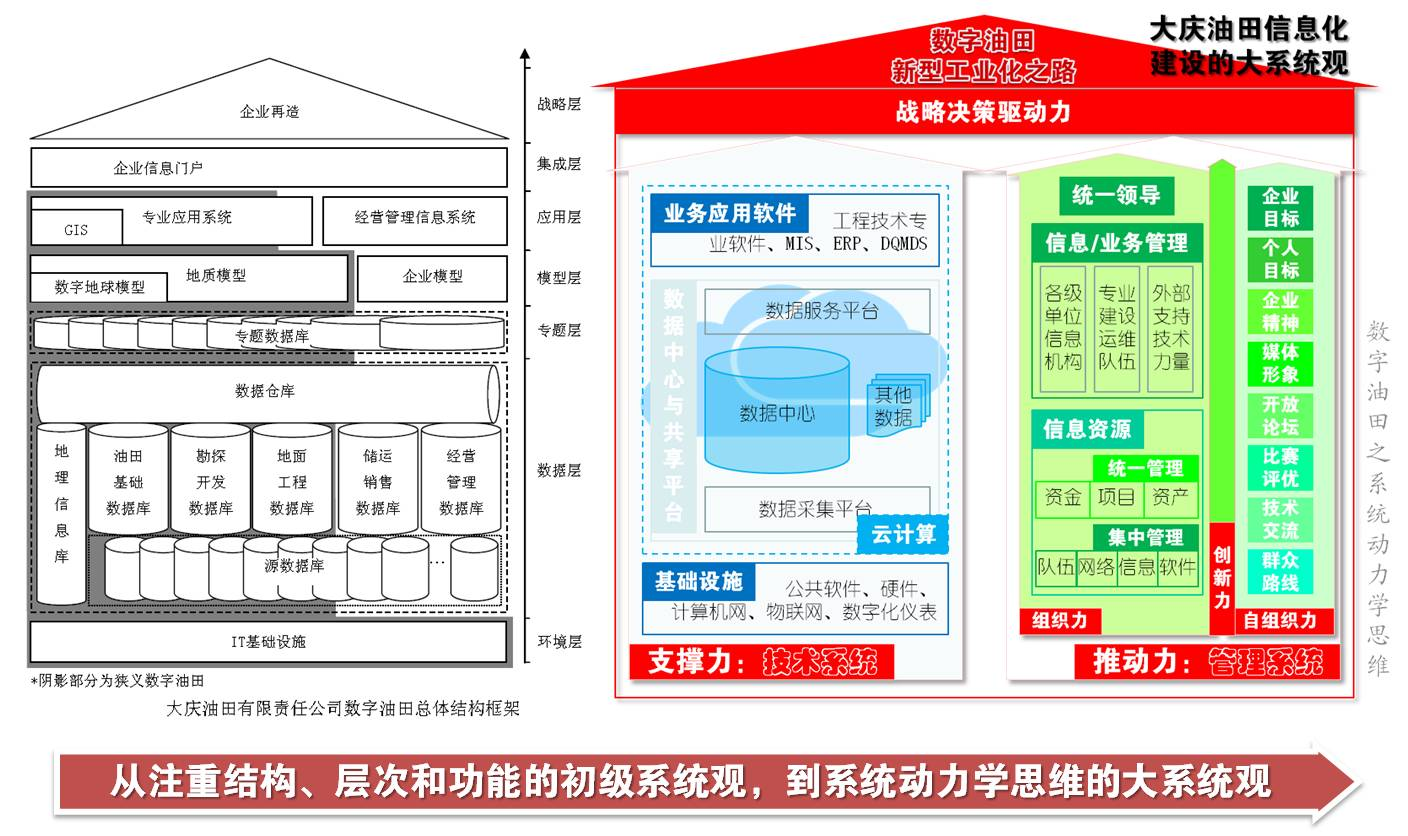 企业再造
企业信息门户
专业应用系统
GIS
经营管理信息系统
地质模型
数字地球模型
企业模型
专题数据库
数据仓库
地理信息库
油田
基础
数据库
勘探
开发
数据库
地面
工程
数据库
储运
销售
数据库
经营
管理
数据库
源数据库
…
IT基础设施
战略层
集成层
应用层
模型层
专题层
数据层
环境层
*阴影部分为狭义数字油田
大庆油田有限责任公司数字油田总体结构框架
大庆油田信息化
建设的大系统观
数字油田
新型工业化之路
战略决策驱动力
业务应用软件
工程技术专
业软件、MIS、ERP、DQMDS
数据中心与共享平台
数据服务平台
数据中心
其他
数据
数据采集平台
云计算
基础设施
公共软件、硬件、
计算机网、物联网、数字化仪表
支撑力：技术系统
统一领导
信息/业务管理
各级
单位
信息
机构
专业
建设
运维
队伍
外部
支持
技术
力量
信息资源
统一管理
资金
项目
资产
集中管理
队伍
网络
信息
软件
组织力
创新力
企业
目标
个人
目标
企业
精神
媒体
形象
开放
论坛
比赛
评优
技术
交流
群众
路线
自组织力
推动力：管理系统
数字油田之系统动力学思维
从注重结构、层次和功能的初级系统观，到系统动力学思维的大系统观